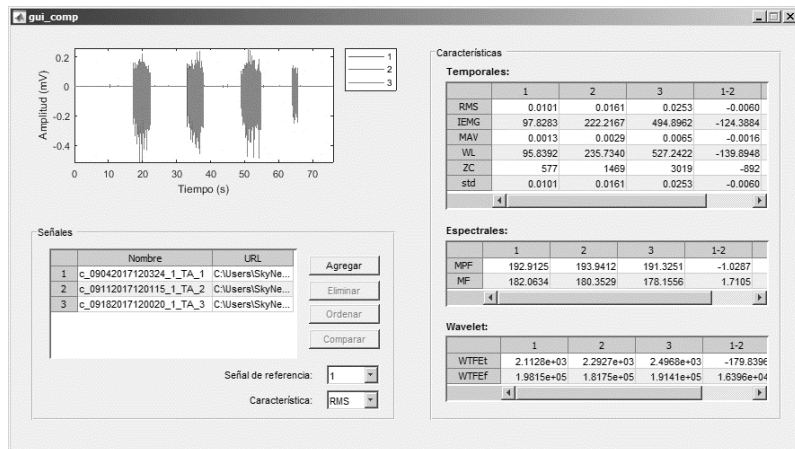 gui_comp
0.2
0
-0.2
-0.4
Amplitud (mV)
0 10 20 30 40 50 60 70
Tiempo (s)
1
2
3
Señales
Nombre URL
1 c_09042017120324_1_TA_1 C:\Users\SkyNe...
2 c_09112017120115_1_TA_2 C:\Users\SkyNe...
3 c_09182017120020_1_TA_3 C:\Users\SkyNe...
Agregar
Eliminar
Ordenar
Comparar
Señal de referencia: 1
Característica: RMS
Características
Temporales:
1 2 3 1-2
RMS 0.0101 0.0161 0.0253 -0.0060
IEMG 97.8283 222.2167 494.8962 -124.3884
MAV 0.0013 0.0029 0.0065 -0.0016
WL 95.8392 235.7340 527.2422 -139.8948
ZC 577 1469 3019 -892
std 0.0101 0.0161 0.0253 -0.0060
Espectrales:
1 2 3 1-2
MPF 192.9125 193.9412 191.3251 -1.0287
MF 182.0634 180.3529 178.1556 1.7105
Wavelet:
1 2 3 1-2
WTFEt 2.1128e+03 2.2927e+03 2.4968e+03 -179.8396
WTFEf 1.9815e+05 1.8175e+05 1.9141e+05 1.6396e+04